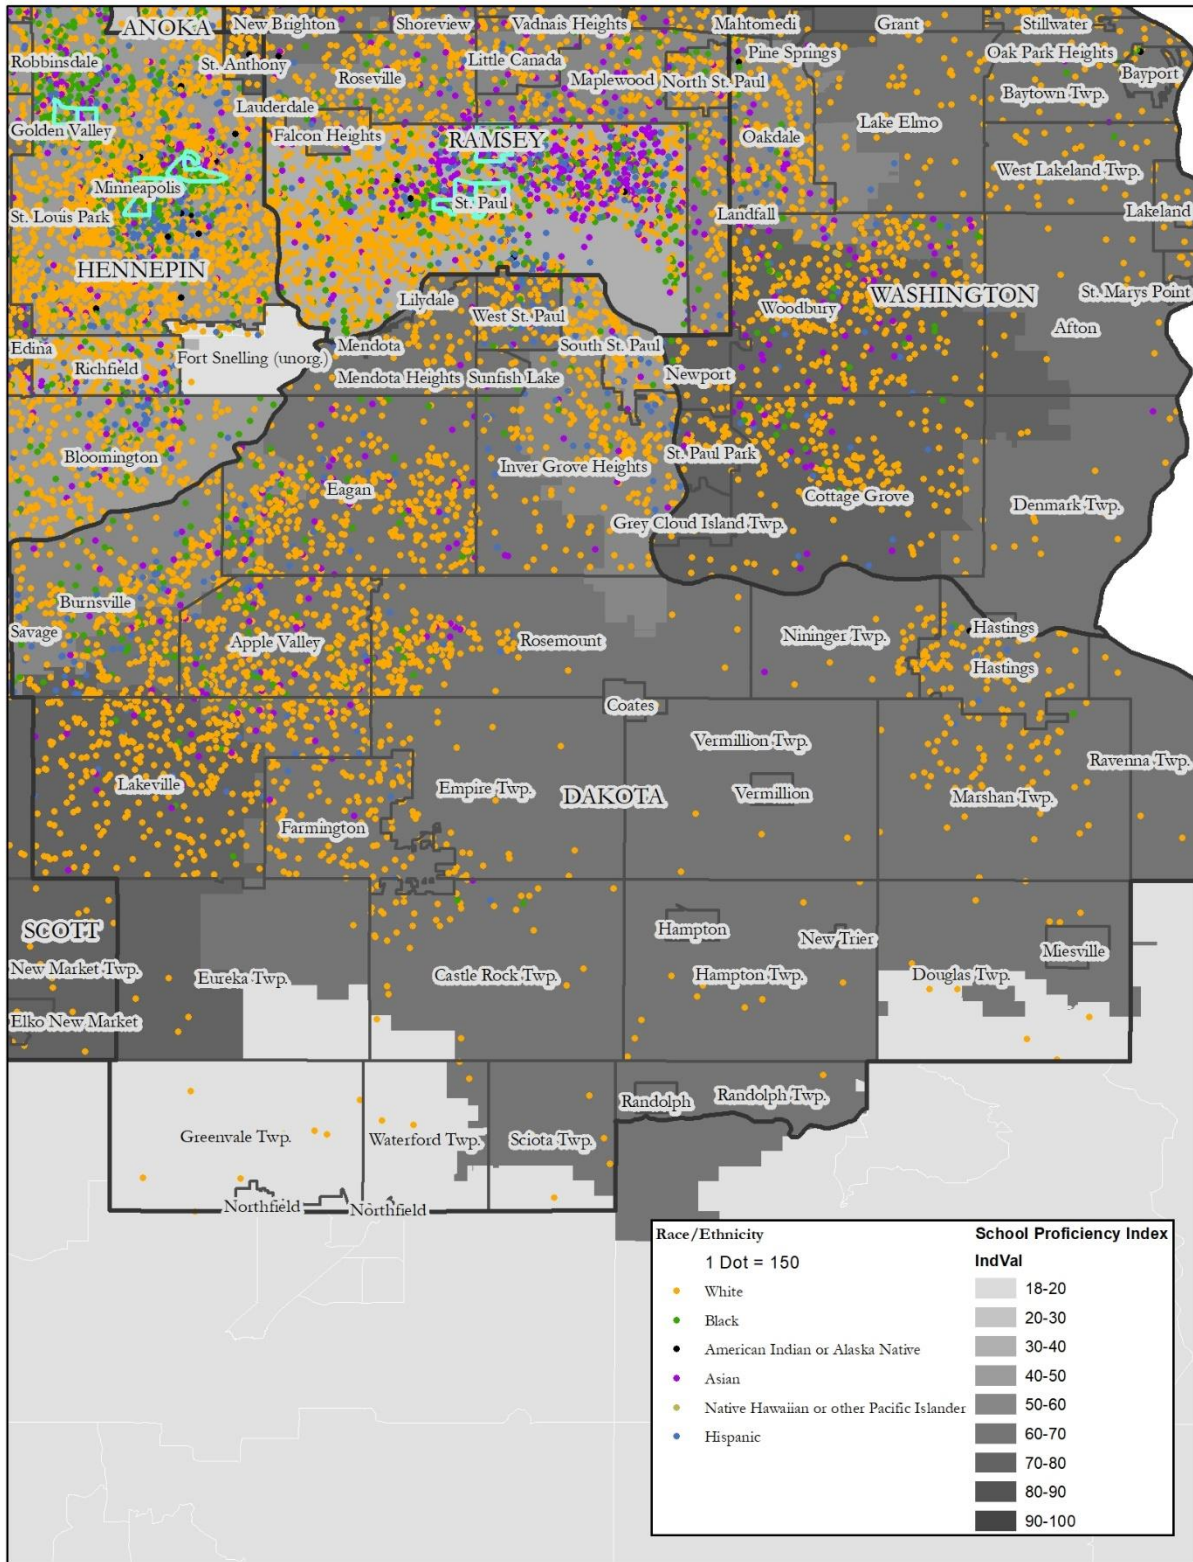 ANOKA
New Brighton
Shoreview
Vadnais Heights
Mahtomedi
Grant
Stillwater
Robbinsdale
St. Anthony
Roseville
Little Canada
Maplewood
North St. Paul
Pine Springs
Oak Park Heights
Bayport
Baytown Twp.
Lauderdale
Golden Valley
Falcon Heights
RAMSEY
Oakdale
Lake Elmo
West Lakeland Twp.
Minneapolis
St. Louis Park
St. Paul
Landfall
Lakeland
HENNEPIN
Lilydale
West St. Paul
Woodbury
WASHINGTON
St. Marys Point
Afton
Edina
Richfield
Fort Snelling (unorg.)
Mendota
South St. Paul
Mendota Heights
Sunfish Lake
Newport
Bloomington
Eagan
Inver Grove Heights
St. Paul Park
Cottage Grove
Grey Cloud Island Twp.
Denmark Twp.
Burnsville
Savage
Apple Valley
Rosemount
Nininger Twp.
Hastings
Hastings
Coates
Vermillion Twp.
Ravenna Twp.
Lakeville
Empire Twp.
DAKOTA
Vermillion
Marshan Twp.
Farmington
SCOTT
Hampton
New Trier
Miesville
New Market Twp.
Eureka Twp.
Castle Rock Twp.
Hampton Twp.
Douglas Twp.
Elko New Market
Randolph
Randolph Twp.
Greenvale Twp.
Waterford Twp.
Sciota Twp.
Northfield
Northfield
Race/Ethnicity
1 Dot = 150
White
Black
American Indian or Alaska Native
Asian
Native Hawaiian or other Pacific Islander
Hispanic
School Proficiency Index
IndVal
18-20
20-30
30-40
40-50
50-60
60-70
70-80
80-90
90-100